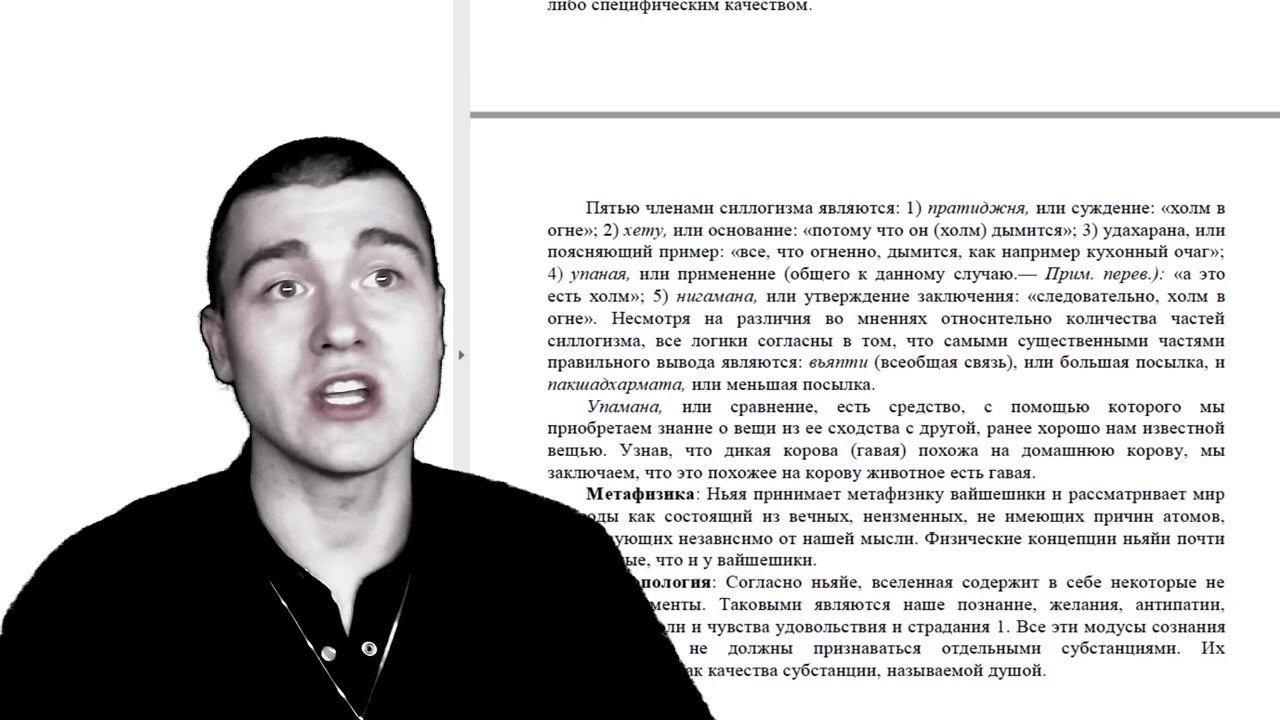 либо специфическим качеством.
Пятью членами силлогизма являются: 1) пратиджня, или суждение: «холм в
огне»; 2) хету, или основание: «потому что он (холм) дымится»; 3) удахарана, или
поясняющий пример: «все, что огненно, дымится, как например кухонный очаг»;
4) упаная, или применение (общего к данному случаю.— Прим. перев.): «а это
есть холм»; 5) нигамана, или утверждение заключения: «следовательно, холм в
огне». Несмотря на различия во мнениях относительно количества частей
силлогизма, все логики согласны в том, что самыми существенными частями
правильного вывода являются: вьяпти (всеобщая связь), или большая посылка, и
пакшадхармата, или меньшая посылка.
Упамана, или сравнение, есть средство, с помощью которого мы
приобретаем знание о вещи из ее сходства с другой, ранее хорошо нам известной
вещью. Узнав, что дикая корова (гавая) похожа на домашнюю корову, мы
заключаем, что это похожее на корову животное есть гавая.
Метафизика: Ньяя принимает метафизику вайшешики и рассматривает мир
как состоящий из вечных, неизменных, не имеющих причин атомов,
независимо от нашей мысли. Физические концепции ньяйи почти
что и у вайшешики.
Согласно ньяйе, вселенная содержит в себе некоторые не
Таковыми являются наше познание, желания, антипатии,
и чувства удовольствия и страдания 1. Все эти модусы сознания
не должны признаваться отдельными субстанциями. Их
качества субстанции, называемой душой.